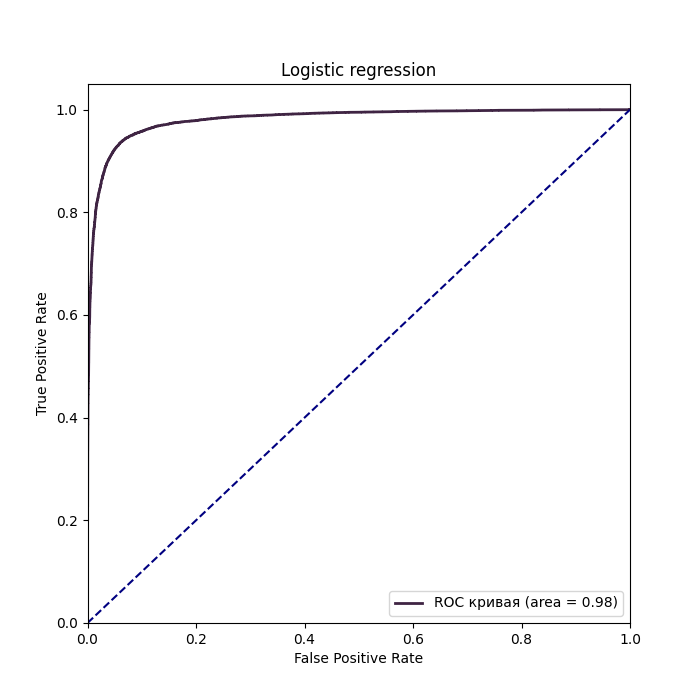 Logistic regression
1.0
0.8
0.6
0.4
0.2
0.0
True Positive Rate
ROC кривая (area = 0.98)
0.0 0.2 0.4 0.6 0.8 1.0
False Positive Rate